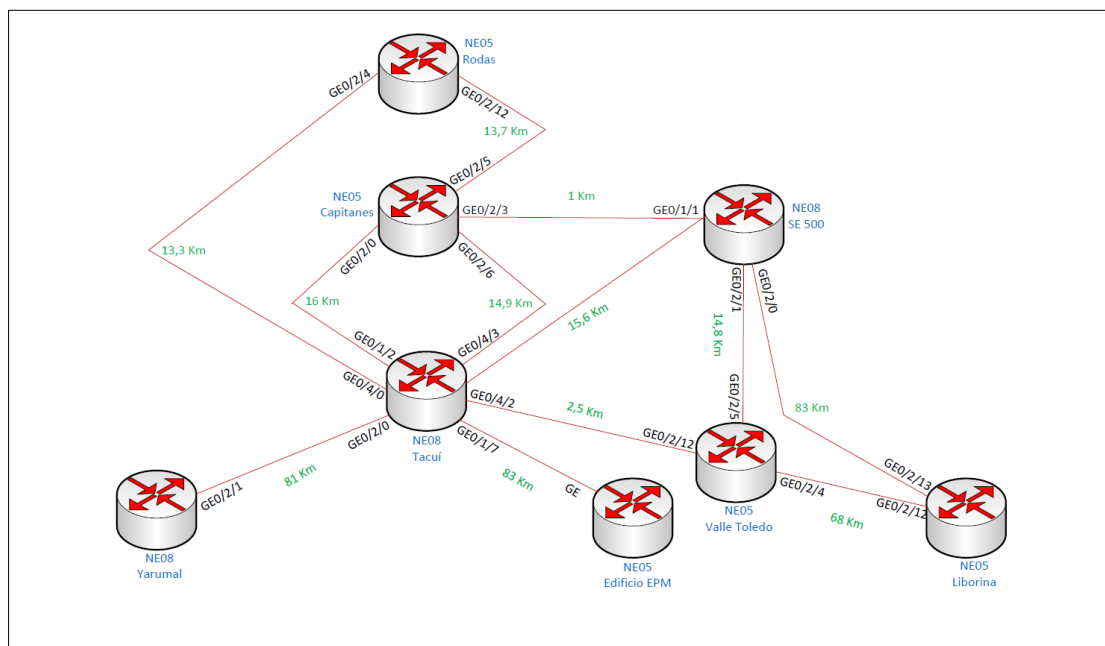 NE05
Rodas
GE0/2/4
GE0/2/12
13,7 Km
GE0/2/5
NE05
Capitanes
GE0/2/3
1 Km
GE0/1/1
NE08
SE 500
GE0/2/0
GE0/2/6
13,3 Km
16 Km
14,9 Km
15,6 Km
GE0/2/1
GE0/2/0
14,8 Km
GE0/1/2
GE0/4/3
GE0/4/0
GE0/4/2
2,5 Km
GE0/2/5
83 Km
NE08
Tacuí
GE0/2/0
GE0/1/7
GE0/2/12
GE0/2/1
81 Km
83 Km
GE
NE05
Valle Toledo
GE0/2/4
68 Km
GE0/2/13
GE0/2/12
NE08
Yarumal
NE05
Edificio EPM
NE05
Liborina